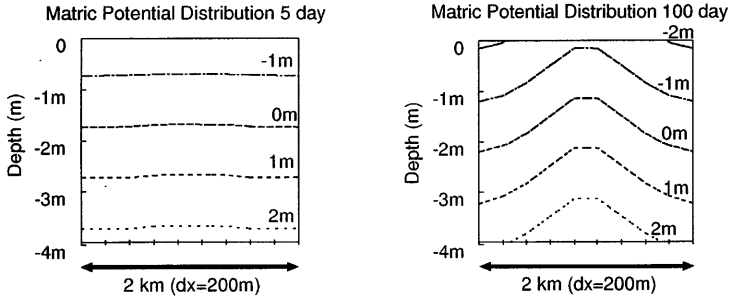 Matric Potential Distribution 5 day
0
-1m
-2m
-3m
-4m
Depth (m)
-1m
0m
1m
2m
2 km (dx=200m)
Matric Potential Distribution 100 day
0
-1m
-2m
-3m
-4m
Depth (m)
-2m
-1m
0m
1m
2m
2 km (dx=200m)